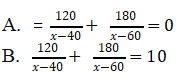 A. = 120/x−40 + 180/x−60 = 0
B. 120/x−40 + 180/x−60 = 10